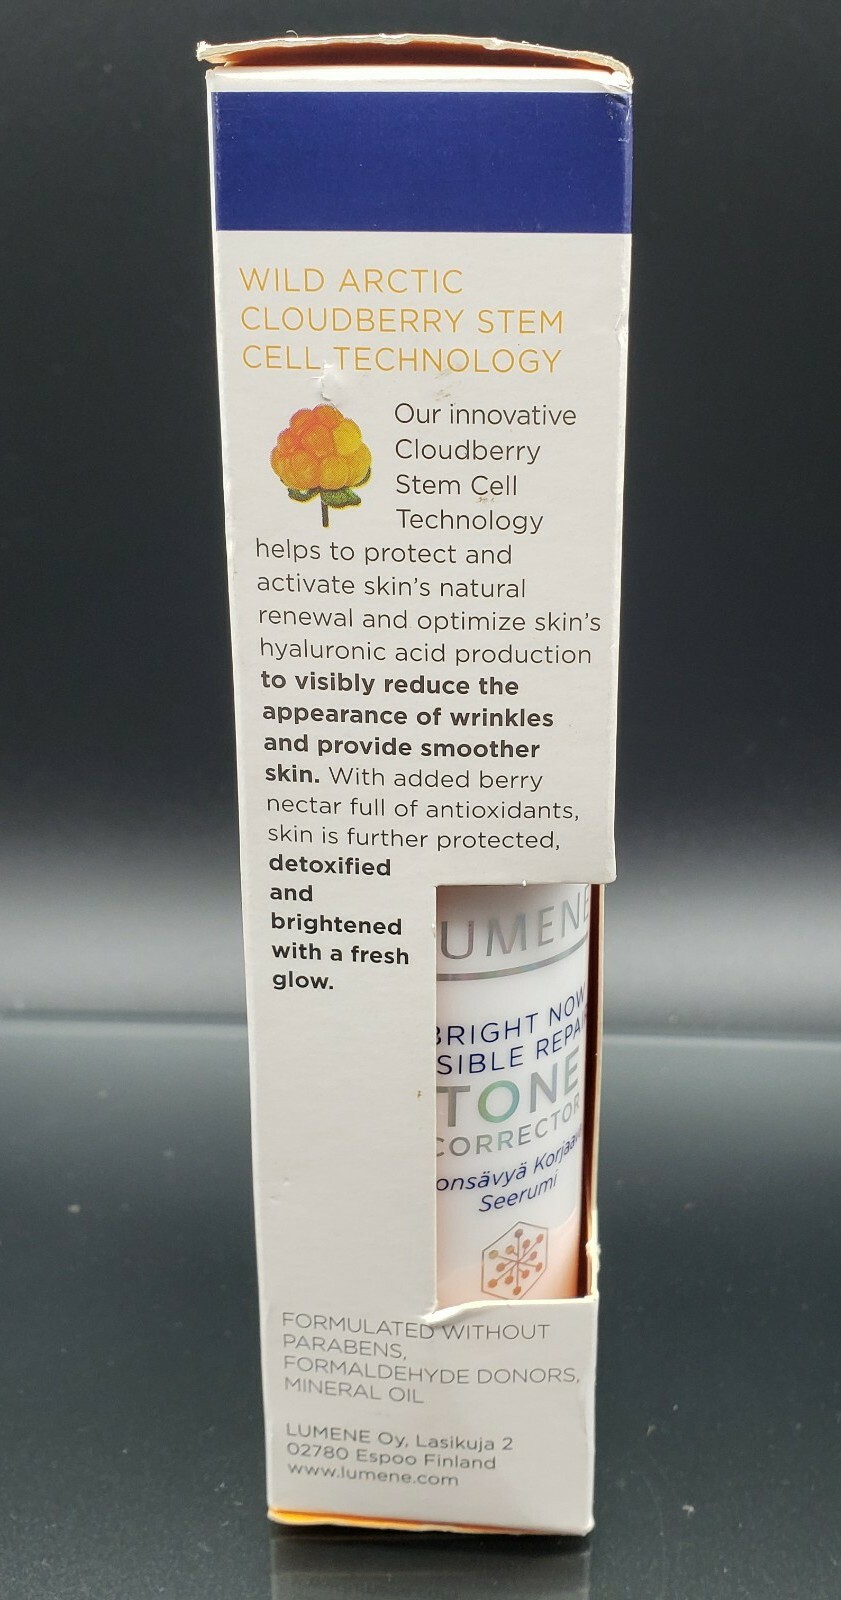 WILD ARCTIC
CLOUDBERRY STEM
CELL TECHNOLOGY
Our innovative
Cloudberry
Stem Cell
Technology
helps to protect and
activate skin's natural
renewal and optimize skin's
hyaluronic acid production
to visibly reduce the
appearance of wrinkles
and provide smoother
skin. With added berry
nectar full of antioxidants,
skin is further protected,
detoxified
and
brightened
with a fresh
glow.
UMENE
BRIGHT NOW
SIBLE REPAI
TONE
CORRECTOR
onsävyä Korjaa
Seerumi
FORMULATED WITHOUT
PARABENS,
FORMALDEHYDE DONORS,
MINERAL OIL
LUMENE Oy, Lasikuja 2
02780 Espoo Finland
www.lumene.com